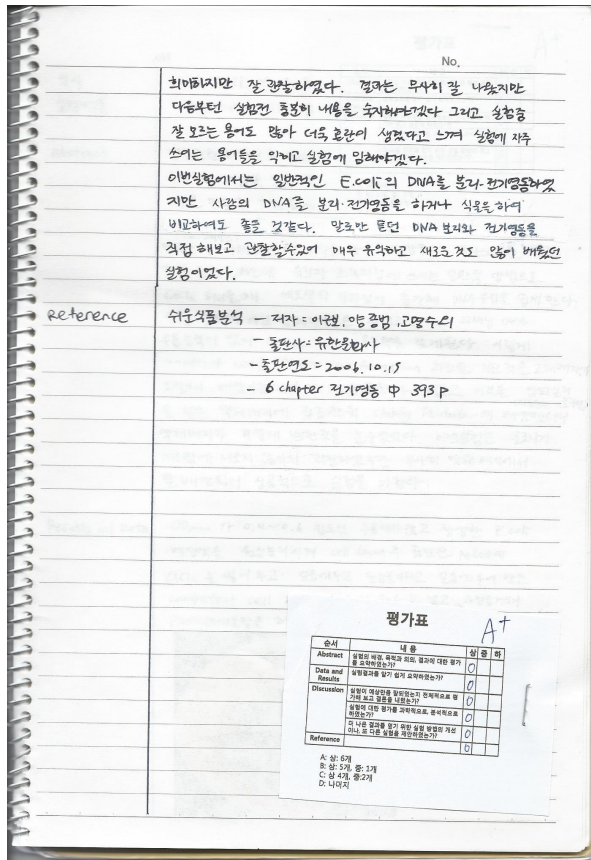 No.
희미하지만 잘 관찰하였다. 결과는 무사히 잘 나왔지만
다음부턴 실험전 충분히 내용을 숙지해야겠다 그리고 실험중
잘 모르는 용어도 많아 더욱 혼란이 생겼다고 느껴 실험에 자주
쓰이는 용어들을 익히고 실험에 임해야겠다.
이번실험에서는 일반적인 E.coli의 DNA를 분리·전기영동하였
지만 사람의 DNA를 분리·전기영동을 하거나 식물을 하여
비교하여도 좋을 것같다. 말로만 듣던 DNA 분리와 전기영동을
직접 해보고 관찰할수있어 매우 유익하고 새로운것도 많이 배웠던
실험이었다.
Reference 쉬운식품분석 - 저자 = 이근보, 양종범, 고명수외
- 출판사 = 유한문화사
- 출판연도 = 2006.10.15
- 6 chapter 전기영동 中 393 p
평가표
A+
순서 내용 상 중 하
Abstract 실험의 배경, 목적과 의의, 결과에 대한 평가
를 요약하였는가? O
Data and Results 실험결과를 알기 쉽게 요약하였는가? O
Discussion 실험이 예상만큼 잘되었는지 전체적으로 평
가해 보고 결론을 내렸는가? O
실험에 대한 평가를 과학적으로, 분석적으로
하였는가? O
더 나은 결과를 얻기 위한 실험 방법의 개선
이나, 또 다른 실험을 제안하였는가? O
Reference O
A: 상: 6개
B: 상: 5개, 중: 1개
C: 상 4개, 중:2개
D: 나머지